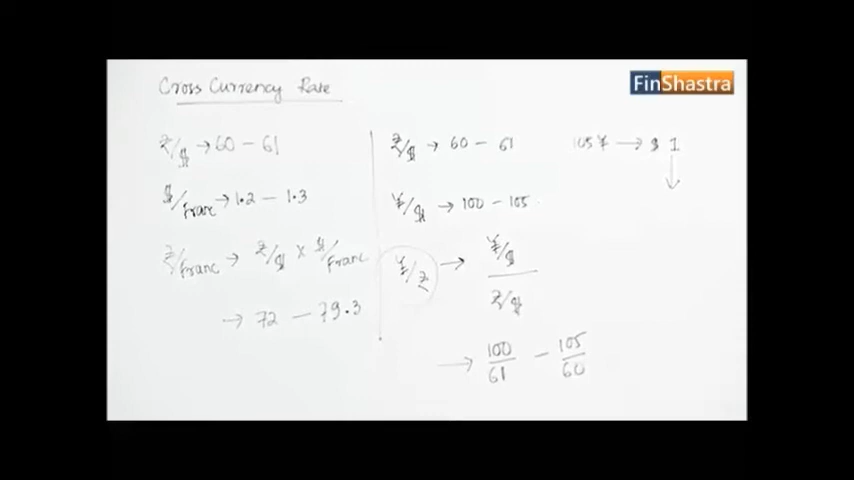 Cross Currency Rate
FinShastra
₹/$ → 60 – 61
$/Franc → 1.2 – 1.3
₹/Franc → ₹/$ × $/Franc
→ 72 – 79.3
₹/$ → 60 – 61
¥/$ → 100 – 105
¥/₹ → ¥/$
₹/$
→ 100/61 – 105/60
105 ¥ → $ 1
↓